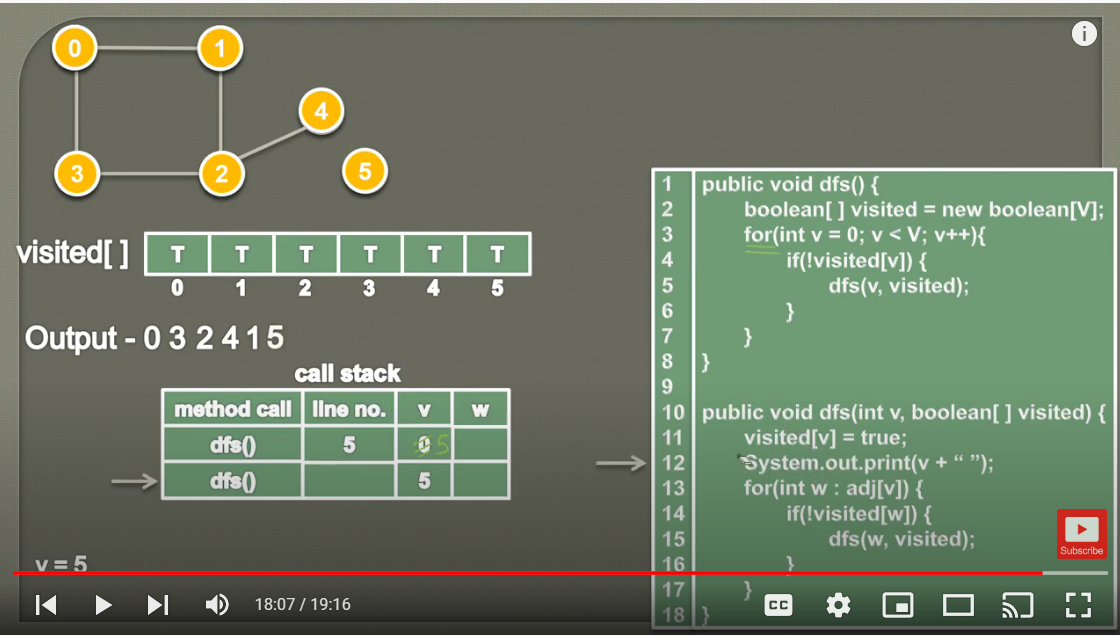 0 1
4
3 2 5
visited[ ] T T T T T T
0 1 2 3 4 5
Output - 0 3 2 4 1 5
call stack
method call line no. v w
dfs() 5 0 5
dfs() 5
v = 5
1 public void dfs() {
2 boolean[ ] visited = new boolean[V];
3 for(int v = 0; v < V; v++){
4 if(!visited[v]) {
5 dfs(v, visited);
6 }
7 }
8 }
9
10 public void dfs(int v, boolean[ ] visited) {
11 visited[v] = true;
12 System.out.print(v + “ ”);
13 for(int w : adj[v]) {
14 if(!visited[w]) {
15 dfs(w, visited);
16 }
17 }
18 }
i
Subscribe
18:07 / 19:16
CC